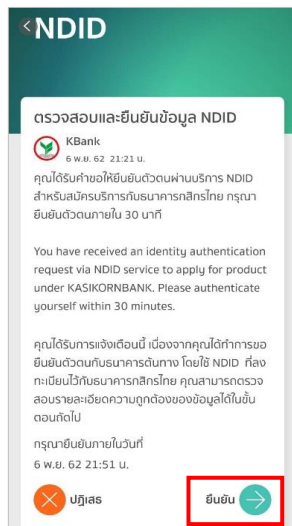 NDID
ตรวจสอบและยืนยันข้อมูล NDID
KBank
6 พ.ย. 62 21:21 น.
คุณได้รับคำขอให้ยืนยันตัวตนผ่านบริการ NDID
สำหรับสมัครบริการกับธนาคารกสิกรไทย กรุณา
ยืนยันตัวตนภายใน 30 นาที
You have received an identity authentication
request via NDID service to apply for product
under KASIKORNBANK. Please authenticate
yourself within 30 minutes.
คุณได้รับการแจ้งเตือนนี้ เนื่องจากคุณได้ทำการขอ
ยืนยันตัวตนกับธนาคารต้นทาง โดยใช้ NDID ที่ลง
ทะเบียนไว้กับธนาคารกสิกรไทย คุณสามารถตรวจ
สอบรายละเอียดความถูกต้องของข้อมูลได้ในขั้น
ตอนถัดไป
กรุณายืนยันภายในวันที่
6 พ.ย. 62 21:51 น.
ปฏิเสธ
ยืนยัน